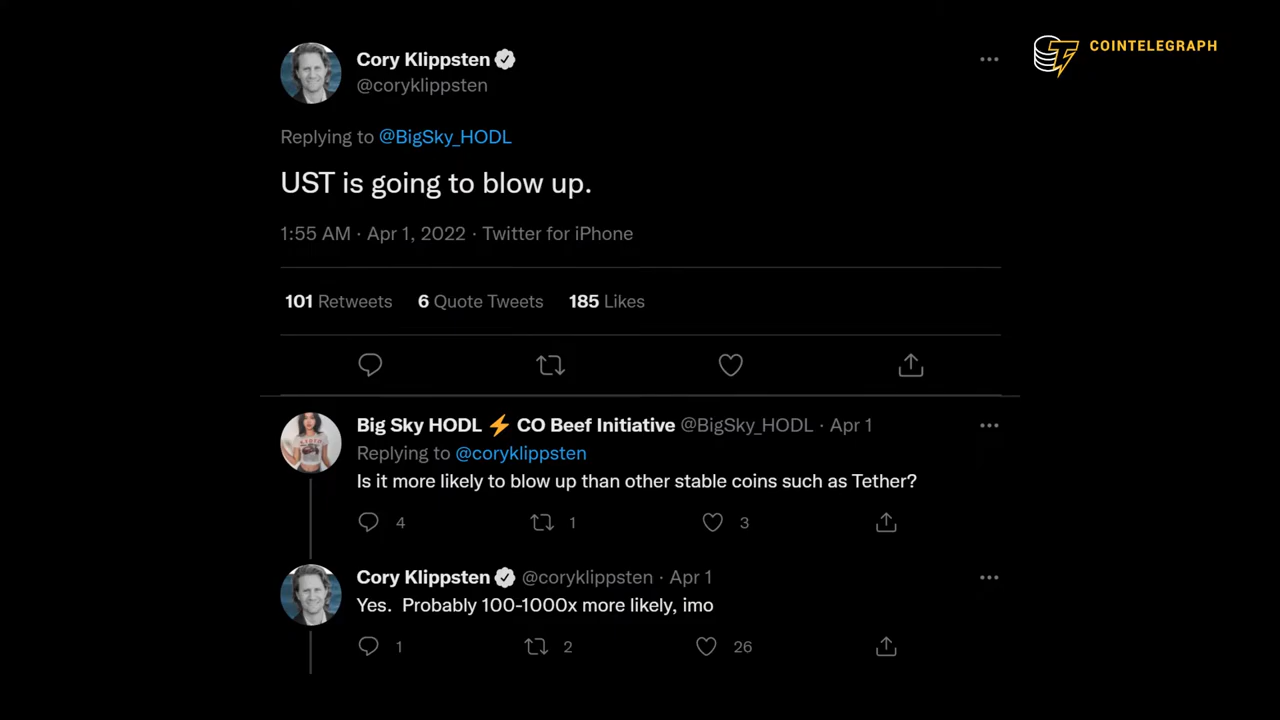 COINTELEGRAPH
Cory Klippsten
@coryklippsten
Replying to @BigSky_HODL
UST is going to blow up.
1:55 AM · Apr 1, 2022 · Twitter for iPhone
101 Retweets 6 Quote Tweets 185 Likes
Big Sky HODL ⚡ CO Beef Initiative @BigSky_HODL · Apr 1
Replying to @coryklippsten
Is it more likely to blow up than other stable coins such as Tether?
4 1 3
Cory Klippsten @coryklippsten · Apr 1
Yes. Probably 100-1000x more likely, imo
1 2 26